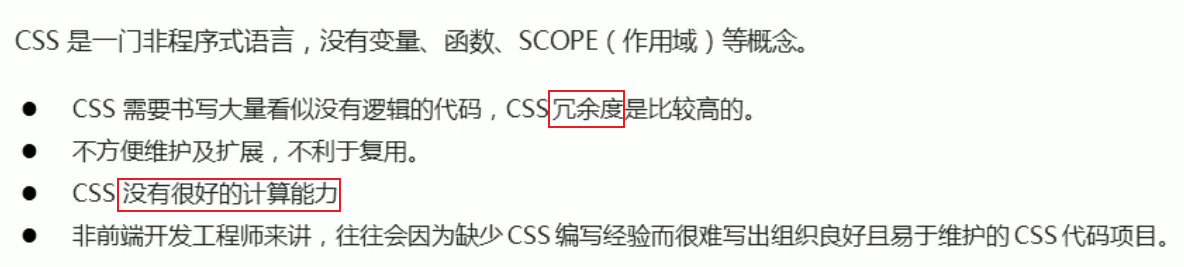 CSS 是一门非程序式语言，没有变量、函数、SCOPE（作用域）等概念。
● CSS 需要书写大量看似没有逻辑的代码，CSS冗余度是比较高的。
● 不方便维护及扩展，不利于复用。
● CSS 没有很好的计算能力
● 非前端开发工程师来讲，往往会因为缺少 CSS 编写经验而很难写出组织良好且易于维护的 CSS 代码项目。